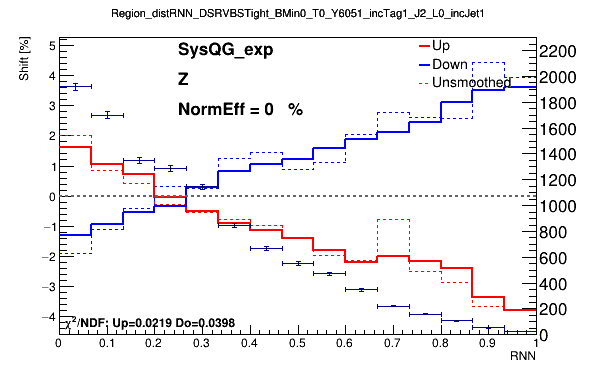 Region_distRNN_DSRVBSTight_BMin0_T0_Y6051_incTag1_J2_L0_incJet1
Shift [%]
SysQG_exp
Z
NormEff = 0 %
Up
Down
Unsmoothed
5
4
3
2
1
0
−1
−2
−3
−4
2200
2000
1800
1600
1400
1200
1000
800
600
400
200
0
χ²/NDF: Up=0.0219 Do=0.0398
0 0.1 0.2 0.3 0.4 0.5 0.6 0.7 0.8 0.9 1
RNN